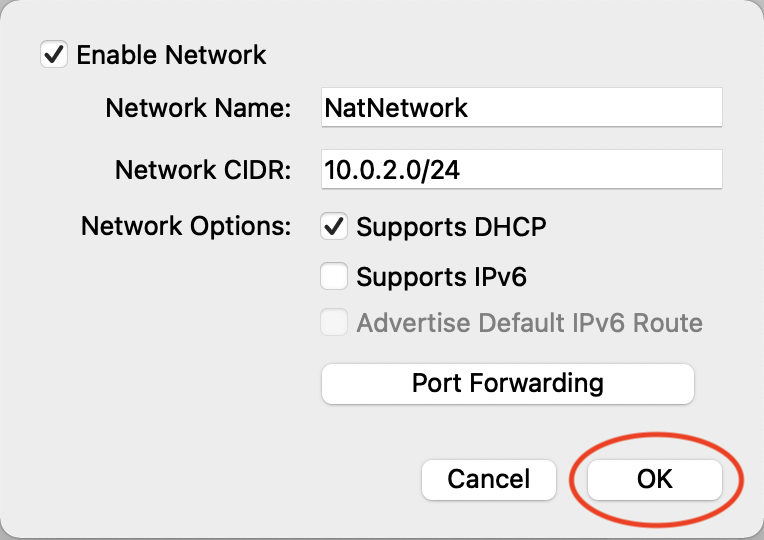 Enable Network
Network Name: NatNetwork
Network CIDR: 10.0.2.0/24
Network Options: Supports DHCP
Supports IPv6
Advertise Default IPv6 Route
Port Forwarding
Cancel OK